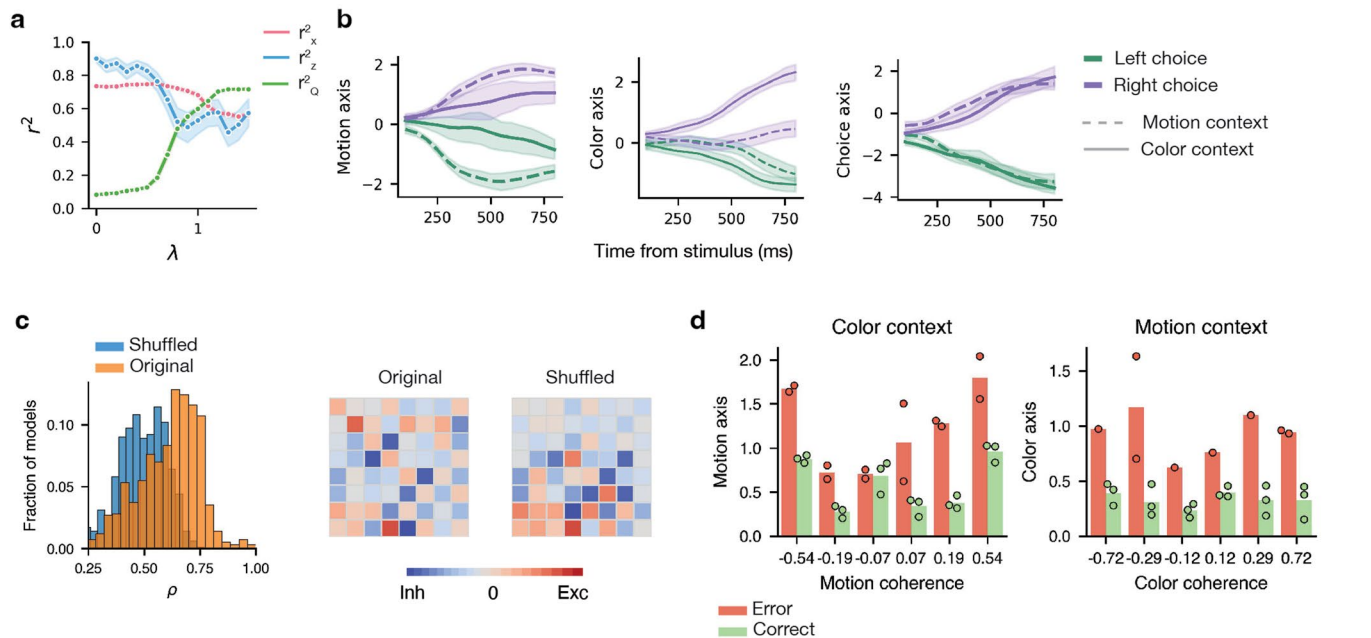 a
1.0
0.8
0.6
0.4
0.2
0.0
r²
0
1
λ
r²x
r²z
r²Q
b
2
0
−2
Motion axis
250
500
750
2
0
Color axis
250
500
750
2
0
−2
−4
Choice axis
250
500
750
Time from stimulus (ms)
Left choice
Right choice
Motion context
Color context
c
Shuffled
Original
0.10
0.05
0.00
Fraction of models
0.25
0.50
0.75
1.00
ρ
Original
Shuffled
Inh
0
Exc
d
Color context
2.0
1.5
1.0
0.5
0.0
Motion axis
-0.54
-0.19
-0.07
0.07
0.19
0.54
Motion coherence
Motion context
1.5
1.0
0.5
0.0
Color axis
-0.72
-0.29
-0.12
0.12
0.29
0.72
Color coherence
Error
Correct